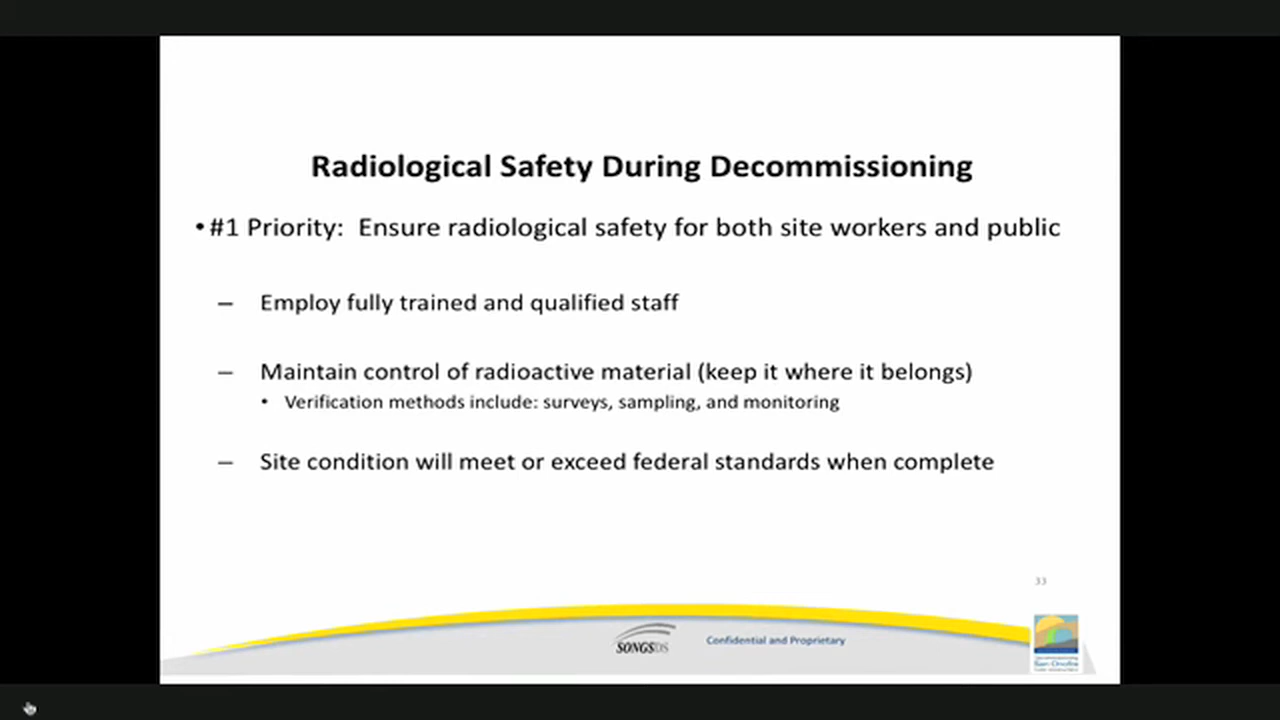 Radiological Safety During Decommissioning
• #1 Priority: Ensure radiological safety for both site workers and public
– Employ fully trained and qualified staff
– Maintain control of radioactive material (keep it where it belongs)
• Verification methods include: surveys, sampling, and monitoring
– Site condition will meet or exceed federal standards when complete
33
SONGSDS
Confidential and Proprietary
San Onofre